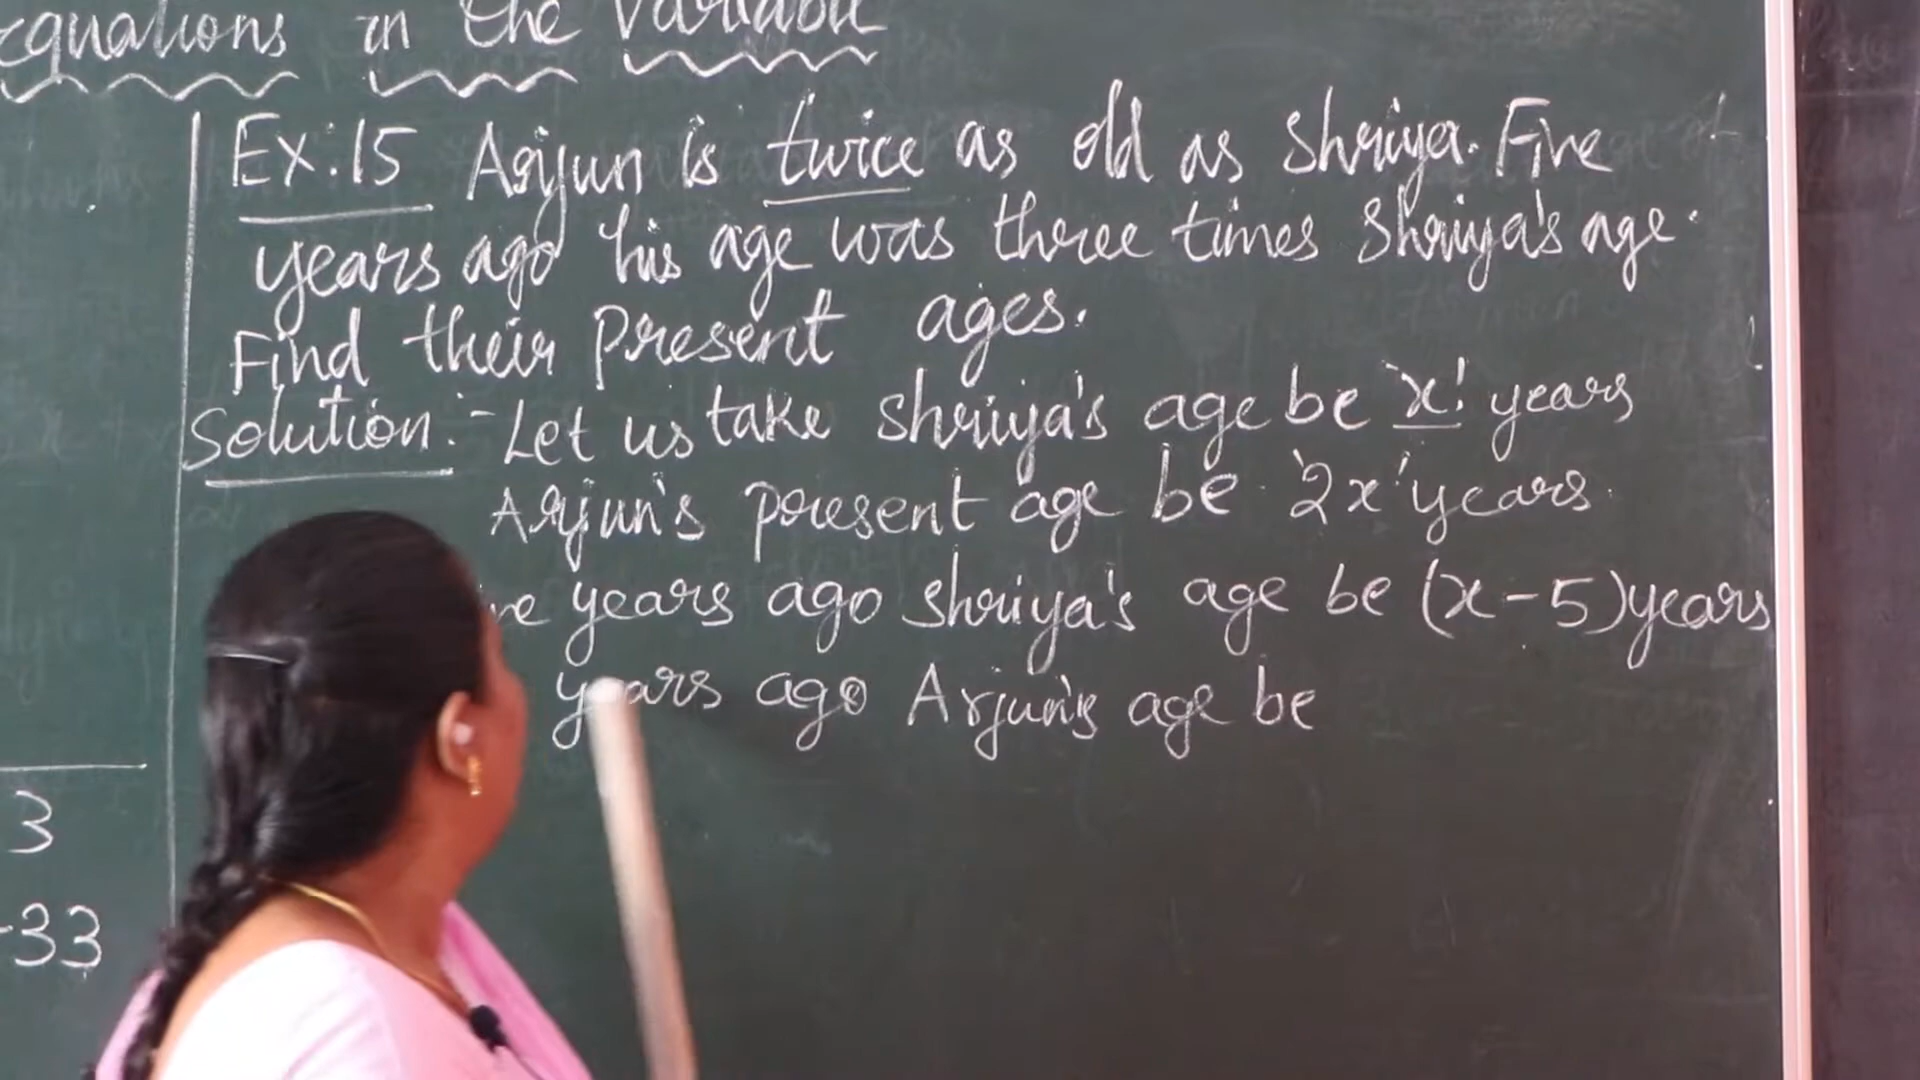 equations in the variable
Ex:15 Arjun is twice as old as Shriya. Five
years ago his age was three times Shriya's age.
Find their present ages.
Solution:- Let us take Shriya's age be 'x' years
Arjun's present age be '2x' years.
years ago Shriya's age be (x-5) years
years ago Arjun's age be
3
-33